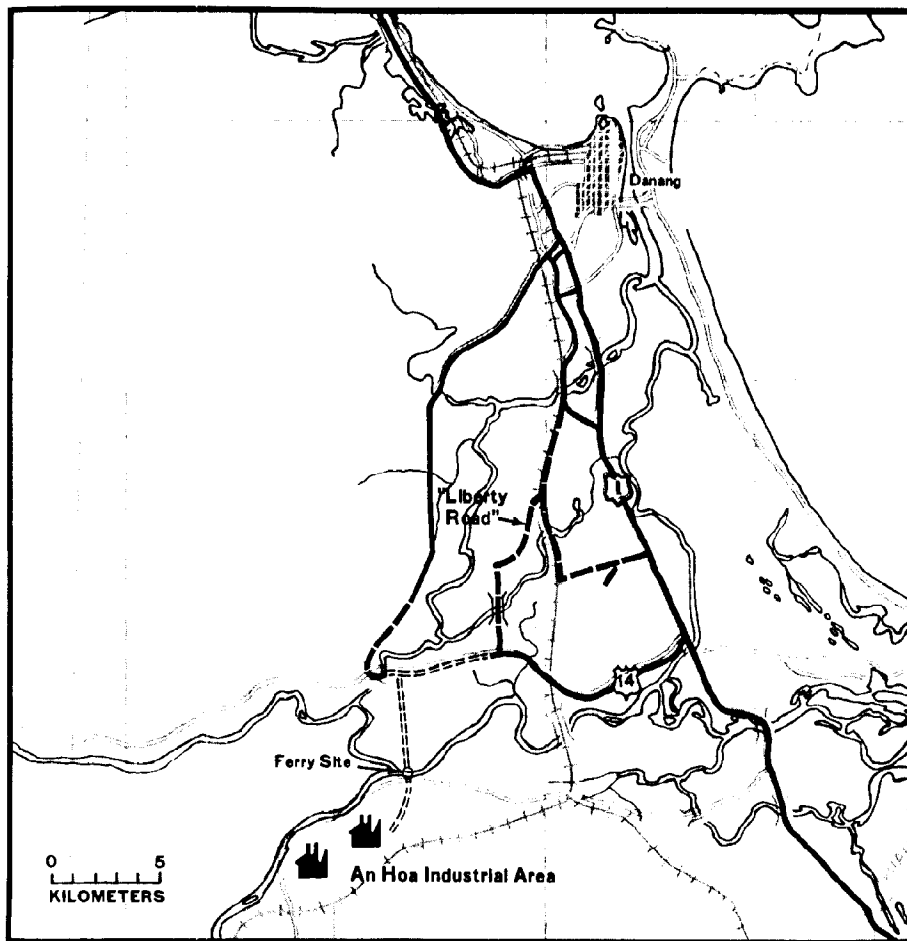 Danang
"Liberty
Road"
1
14
Ferry Site
0 5
KILOMETERS
An Hoa Industrial Area